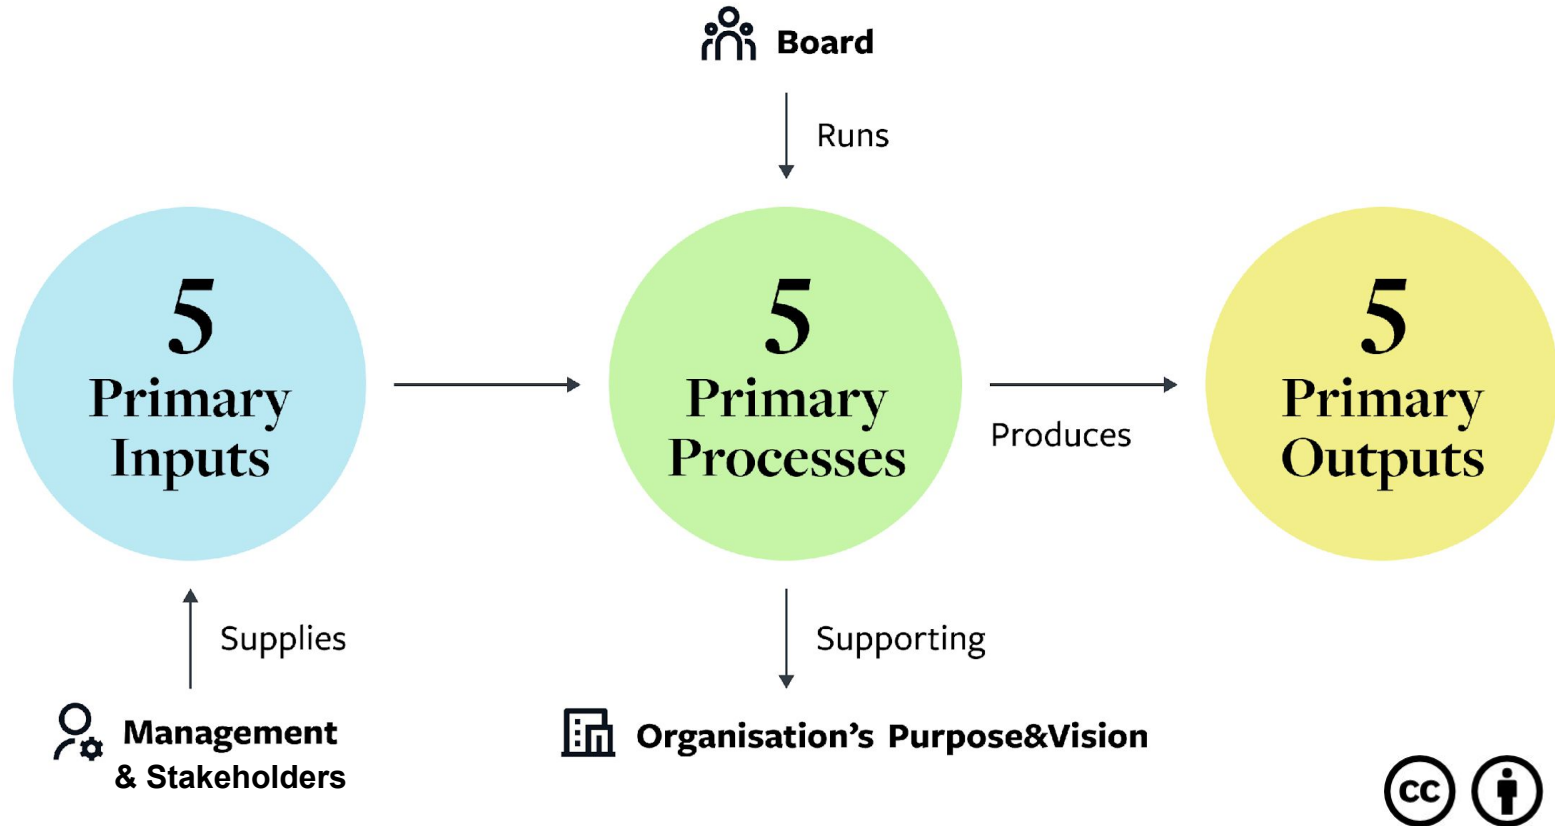 Board
Runs
5
Primary
Inputs
5
Primary
Processes
Produces
5
Primary
Outputs
Supplies
Supporting
Management
& Stakeholders
Organisation’s Purpose&Vision
cc